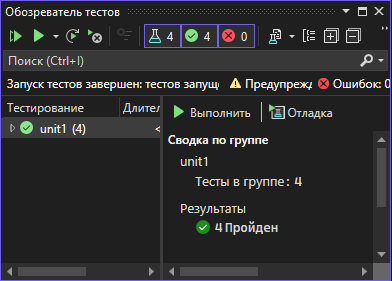 Обозреватель тестов
4 4 0
Поиск (Ctrl+I)
Запуск тестов завершен: тестов запущ Предупрежд Ошибок: 0
Тестирование Длител
unit1 (4) <
Выполнить Отладка
Сводка по группе
unit1
Тесты в группе: 4
Результаты
4 Пройден